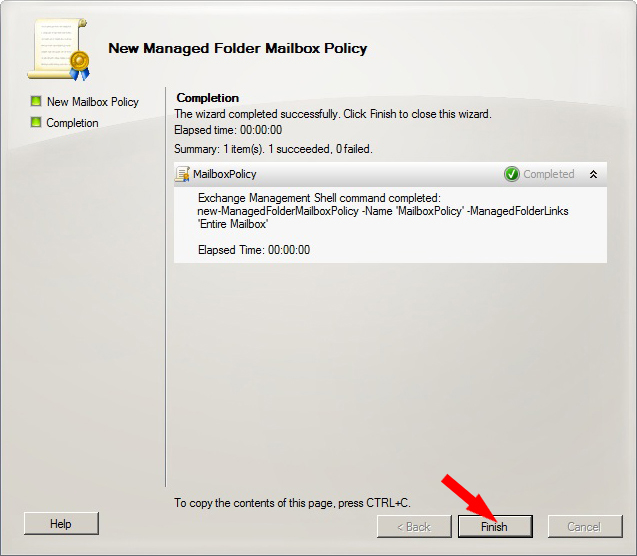 New Managed Folder Mailbox Policy
New Mailbox Policy
Completion
Completion
The wizard completed successfully. Click Finish to close this wizard.
Elapsed time: 00:00:00
Summary: 1 item(s). 1 succeeded, 0 failed.
MailboxPolicy
Completed
Exchange Management Shell command completed:
new-ManagedFolderMailboxPolicy -Name 'MailboxPolicy' -ManagedFolderLinks
'Entire Mailbox'
Elapsed Time: 00:00:00
To copy the contents of this page, press CTRL+C.
Help
< Back
Finish
Cancel